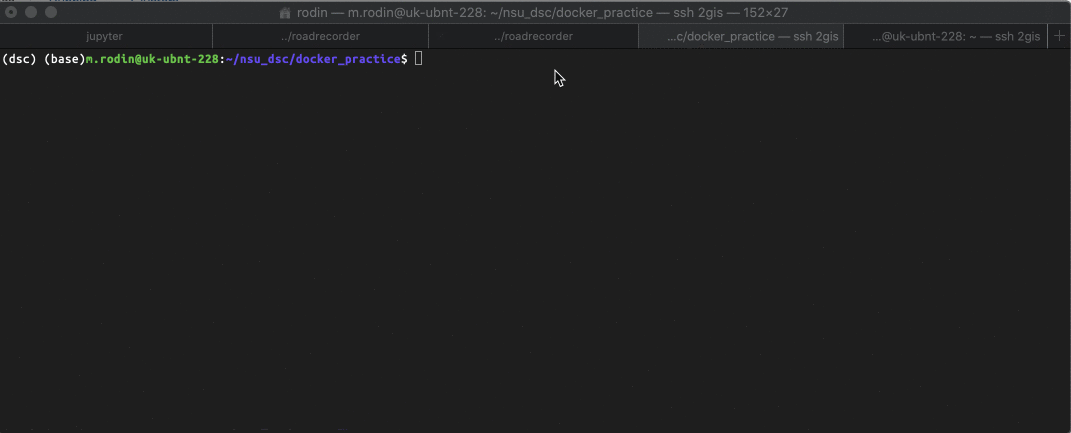 rodin — m.rodin@uk-ubnt-228: ~/nsu_dsc/docker_practice — ssh 2gis — 152×27
jupyter ../roadrecorder ../roadrecorder ...c/docker_practice — ssh 2gis ...@uk-ubnt-228: ~ — ssh 2gis +
(dsc) (base)m.rodin@uk-ubnt-228:~/nsu_dsc/docker_practice$